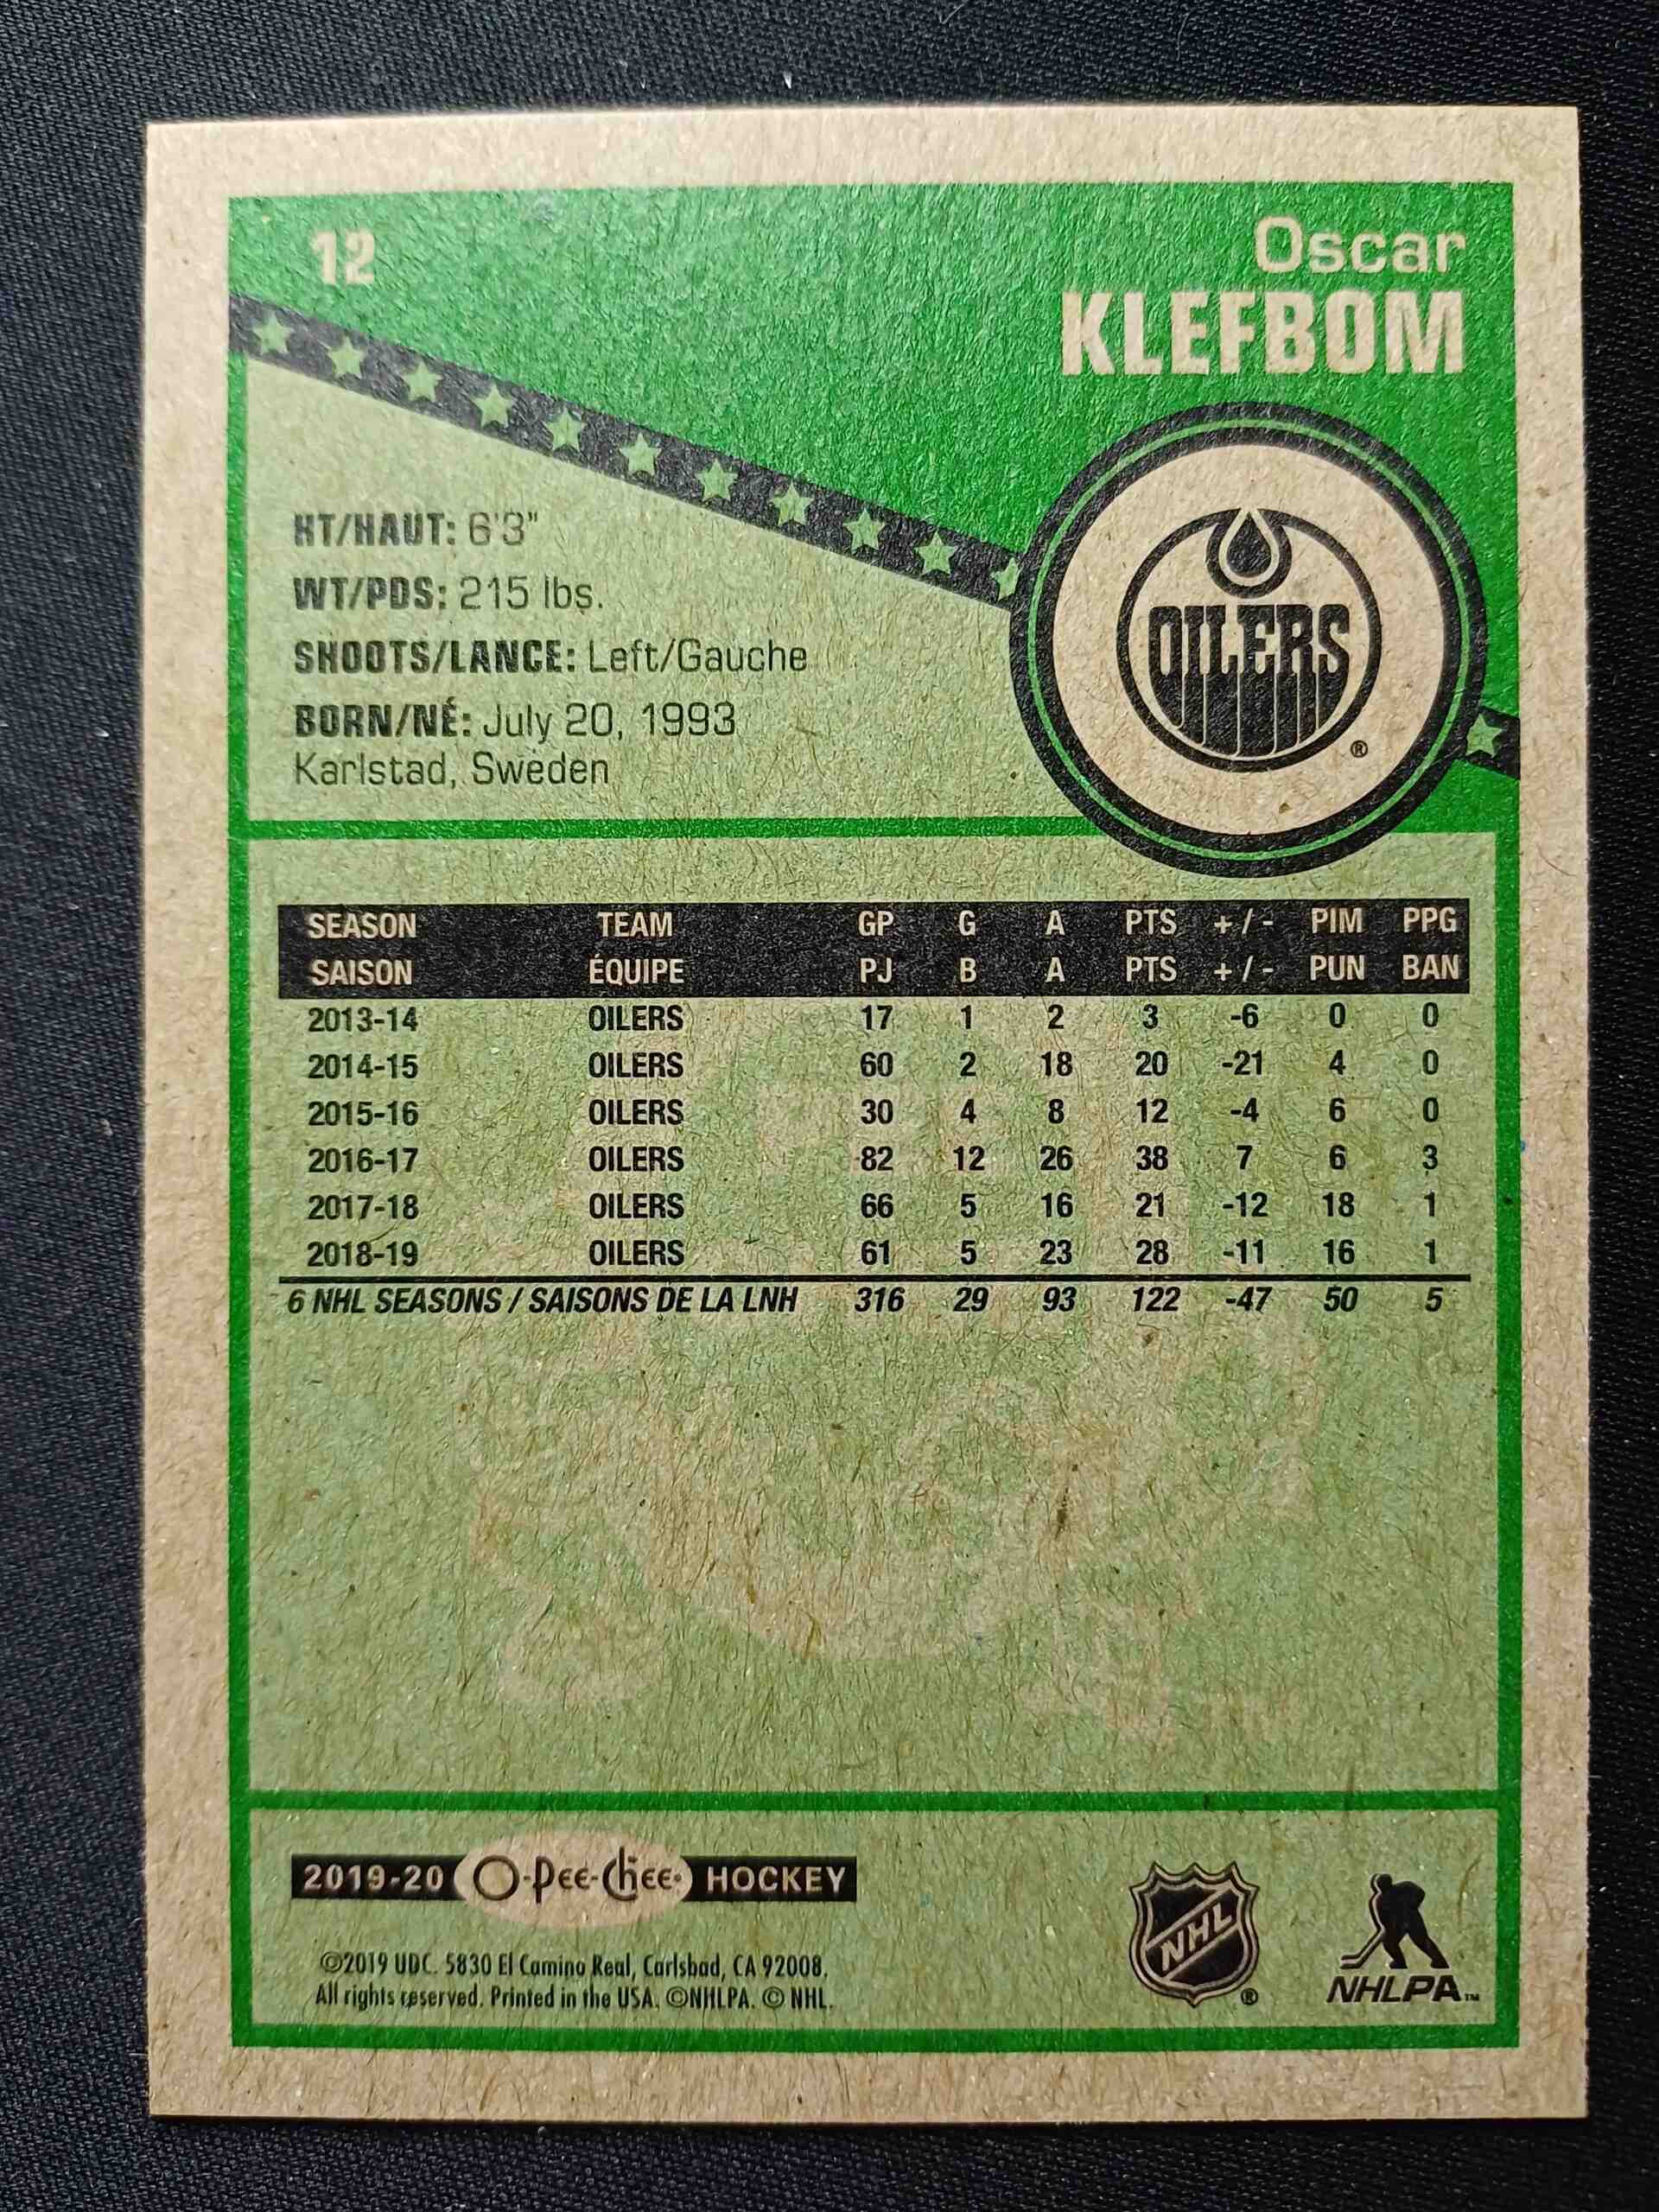 12
Oscar
KLEFBOM
HT/HAUT: 6'3"
WT/PDS: 215 lbs.
SHOOTS/LANCE: Left/Gauche
BORN/NÉ: July 20, 1993
Karlstad, Sweden
OILERS
®
SEASON TEAM GP G A PTS +/- PIM PPG
SAISON ÉQUIPE PJ B A PTS +/- PUN BAN
2013-14 OILERS 17 1 2 3 -6 0 0
2014-15 OILERS 60 2 18 20 -21 4 0
2015-16 OILERS 30 4 8 12 -4 6 0
2016-17 OILERS 82 12 26 38 7 6 3
2017-18 OILERS 66 5 16 21 -12 18 1
2018-19 OILERS 61 5 23 28 -11 16 1
6 NHL SEASONS / SAISONS DE LA LNH 316 29 93 122 -47 50 5
2019-20 O-Pee-Chee HOCKEY
©2019 UDC. 5830 El Camino Real, Carlsbad, CA 92008.
All rights reserved. Printed in the USA. ©NHLPA. © NHL.
NHL ®
NHLPA™